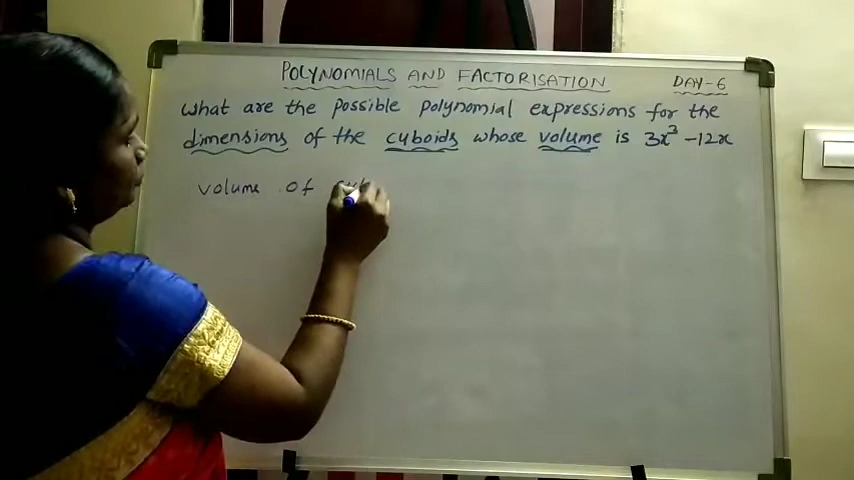 POLYNOMIALS AND FACTORISATION DAY-6
What are the possible polynomial expressions for the
dimensions of the cuboids whose volume is 3x³ -12x
volume of